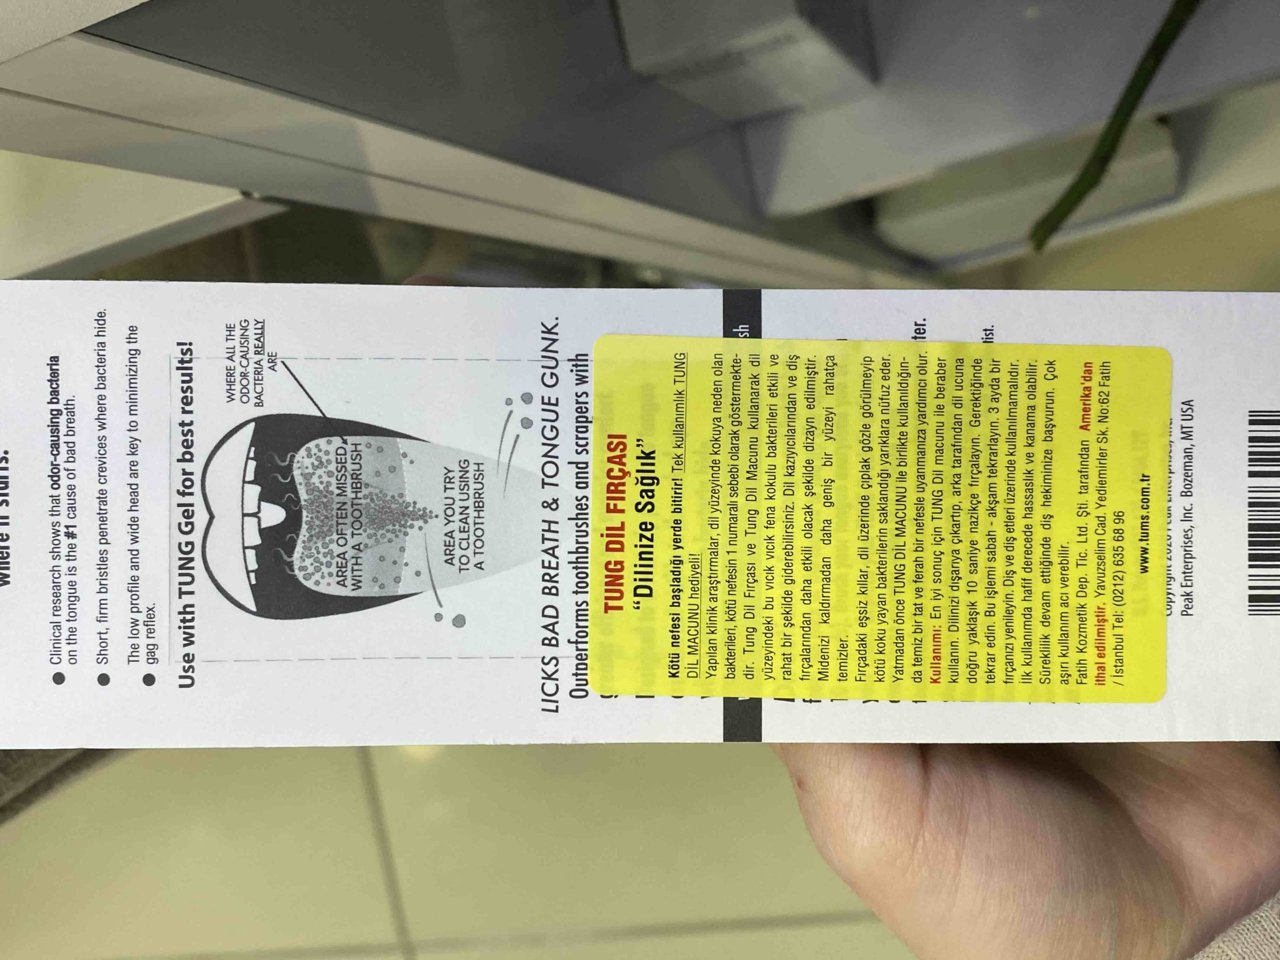 where it starts.
Clinical research shows that odor-causing bacteria
on the tongue is the #1 cause of bad breath.
Short, firm bristles penetrate crevices where bacteria hide.
The low profile and wide head are key to minimizing the
gag reflex.
Use with TUNG Gel for best results!
WHERE ALL THE
ODOR-CAUSING
BACTERIA REALLY
ARE
AREA OFTEN MISSED
WITH A TOOTHBRUSH
AREA YOU TRY
TO CLEAN USING
A TOOTHBRUSH
LICKS BAD BREATH & TONGUE GUNK.
Outperforms toothbrushes and scrapers with
TUNG DİL FIRÇASI
“Dilinize Sağlık”
Kötü nefesi başladığı yerde bitirir! Tek kullanımlık TUNG
DİL MACUNU hediyeli!
Yapılan klinik araştırmalar, dil yüzeyinde kokuya neden olan
bakterileri, kötü nefesin 1 numaralı sebebi olarak göstermekte-
dir. Tung Dil Fırçası ve Tung Dil Macunu kullanarak dil
yüzeyindeki bu vıcık vıcık fena kokulu bakterileri etkili ve
rahat bir şekilde giderebilirsiniz. Dil kazıyıcılarından ve diş
fırçalarından daha etkili olacak şekilde dizayn edilmiştir.
Midenizi kaldırmadan daha geniş bir yüzeyi rahatça
temizler.
Fırçadaki eşsiz kıllar, dil üzerinde çıplak gözle görülmeyip
kötü koku yayan bakterilerin saklandığı yarıklara nüfuz eder.
Yatmadan önce TUNG DİL MACUNU ile birlikte kullanıldığın-
da temiz bir tat ve ferah bir nefesle uyanmanıza yardımcı olur.
Kullanımı: En iyi sonuç için TUNG Dil macunu ile beraber
kullanın. Dilinizi dışarıya çıkartıp, arka tarafından dil ucuna
doğru yaklaşık 10 saniye nazikçe fırçalayın. Gerektiğinde
tekrar edin. Bu işlemi sabah - akşam tekrarlayın. 3 ayda bir
fırçanızı yenileyin. Diş ve diş etleri üzerinde kullanılmamalıdır.
İlk kullanımda hafif derecede hassaslık ve kanama olabilir.
Süreklilik devam ettiğinde diş hekiminize başvurun. Çok
aşırı kullanım acı verebilir.
Fatih Kozmetik Dep. Tic. Ltd. Şti. tarafından Amerika'dan
ithal edilmiştir. Yavuzselim Cad. Yedlemirler Sk. No:62 Fatih
/ İstanbul Tel: (0212) 635 68 96
www.tums.com.tr
sh
ter.
tist.
Peak Enterprises, Inc. Bozeman, MT USA